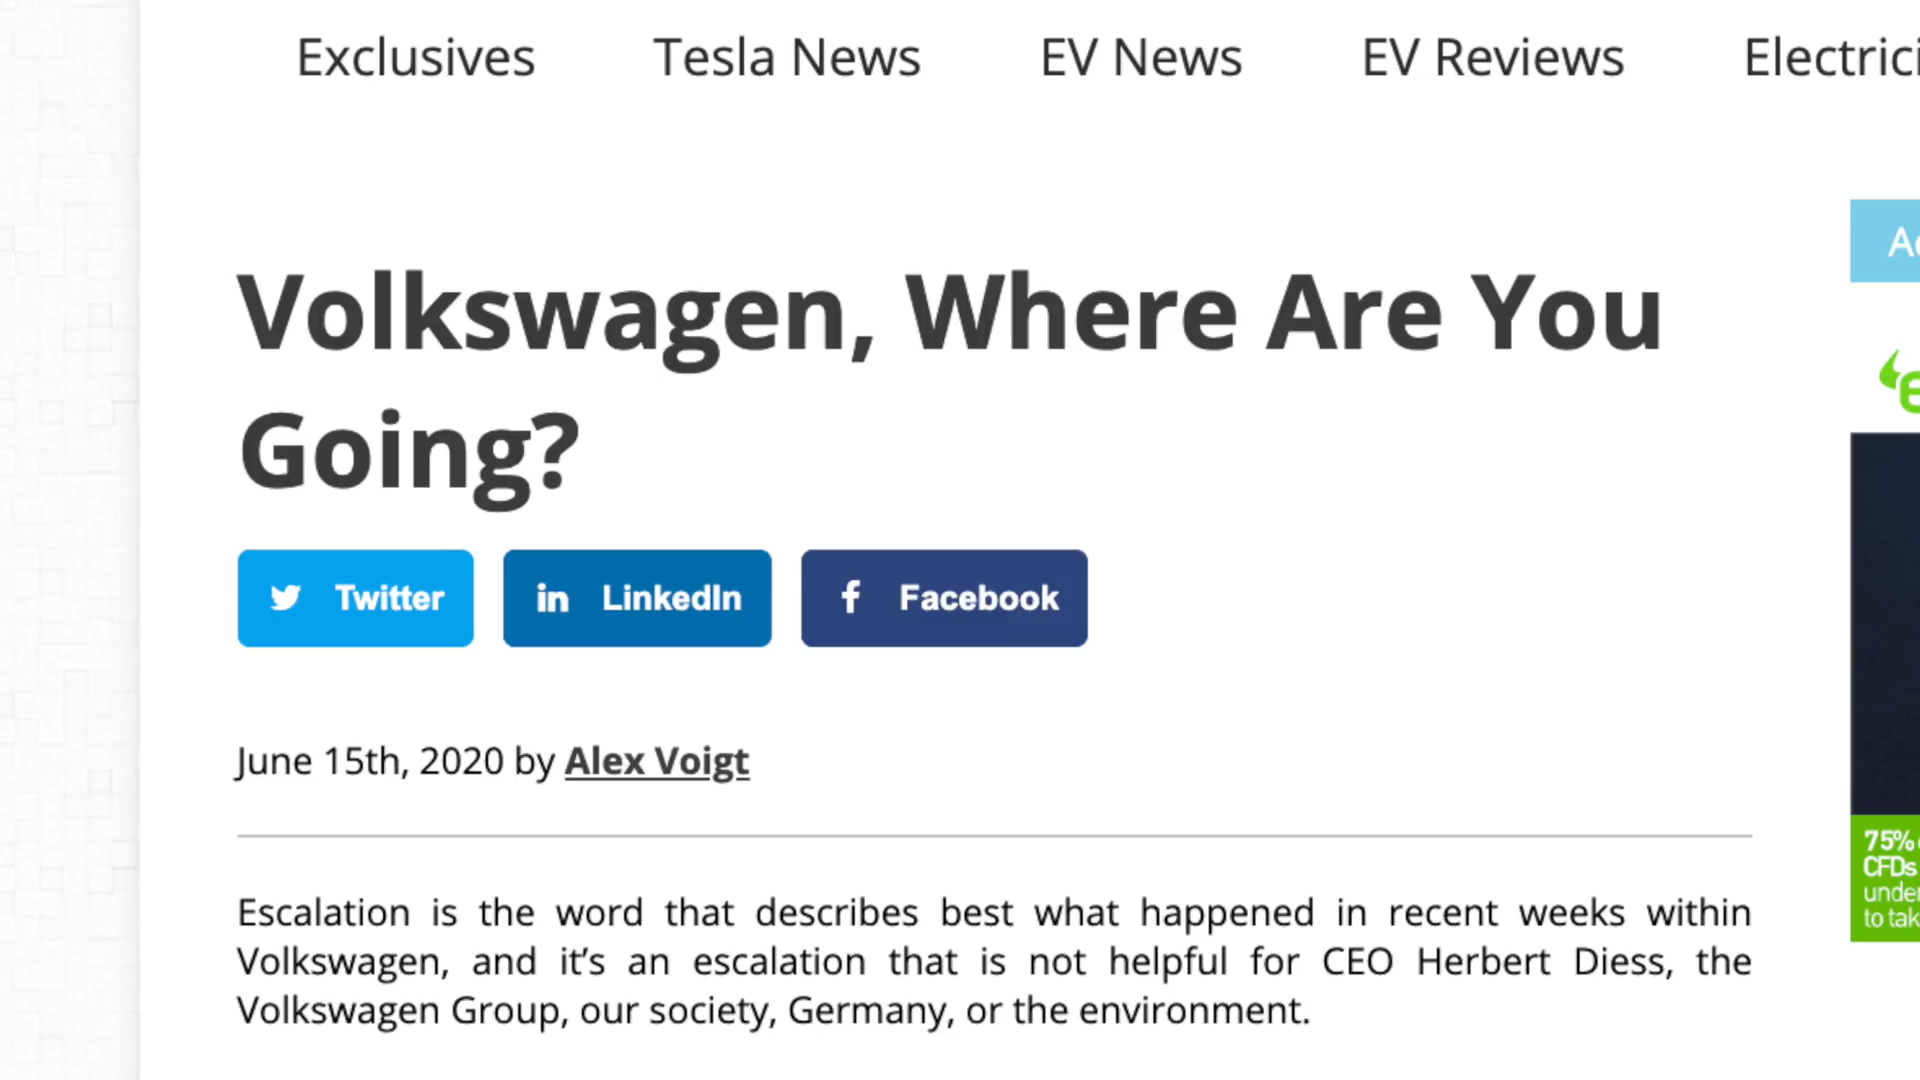 Exclusives Tesla News EV News EV Reviews
Volkswagen, Where Are You
Going?
Twitter LinkedIn Facebook
June 15th, 2020 by Alex Voigt
75%
CFDs
Escalation is the word that describes best what happened in recent weeks within
Volkswagen, and it's an escalation that is not helpful for CEO Herbert Diess, the
Volkswagen Group, our society, Germany, or the environment.